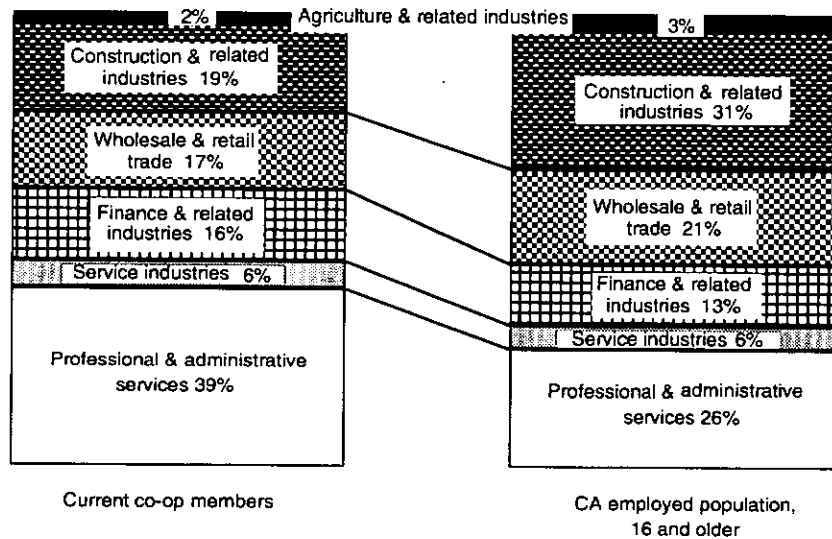 Agriculture & related industries
2%
Construction & related
industries 19%
Wholesale & retail
trade 17%
Finance & related
industries 16%
Service industries 6%
Professional & administrative
services 39%
Current co-op members
3%
Construction & related
industries 31%
Wholesale & retail
trade 21%
Finance & related
industries 13%
Service industries 6%
Professional & administrative
services 26%
CA employed population,
16 and older